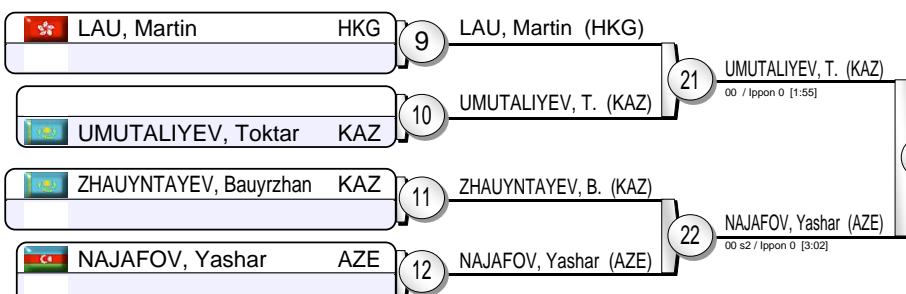 LAU, Martin HKG
9
LAU, Martin (HKG)
21
UMUTALIYEV, T. (KAZ)
00 / Ippon 0 [1:55]
UMUTALIYEV, Toktar KAZ
10
UMUTALIYEV, T. (KAZ)
ZHAUYNTAYEV, Bauyrzhan KAZ
11
ZHAUYNTAYEV, B. (KAZ)
22
NAJAFOV, Yashar (AZE)
00 s2 / Ippon 0 [3:02]
NAJAFOV, Yashar AZE
12
NAJAFOV, Yashar (AZE)